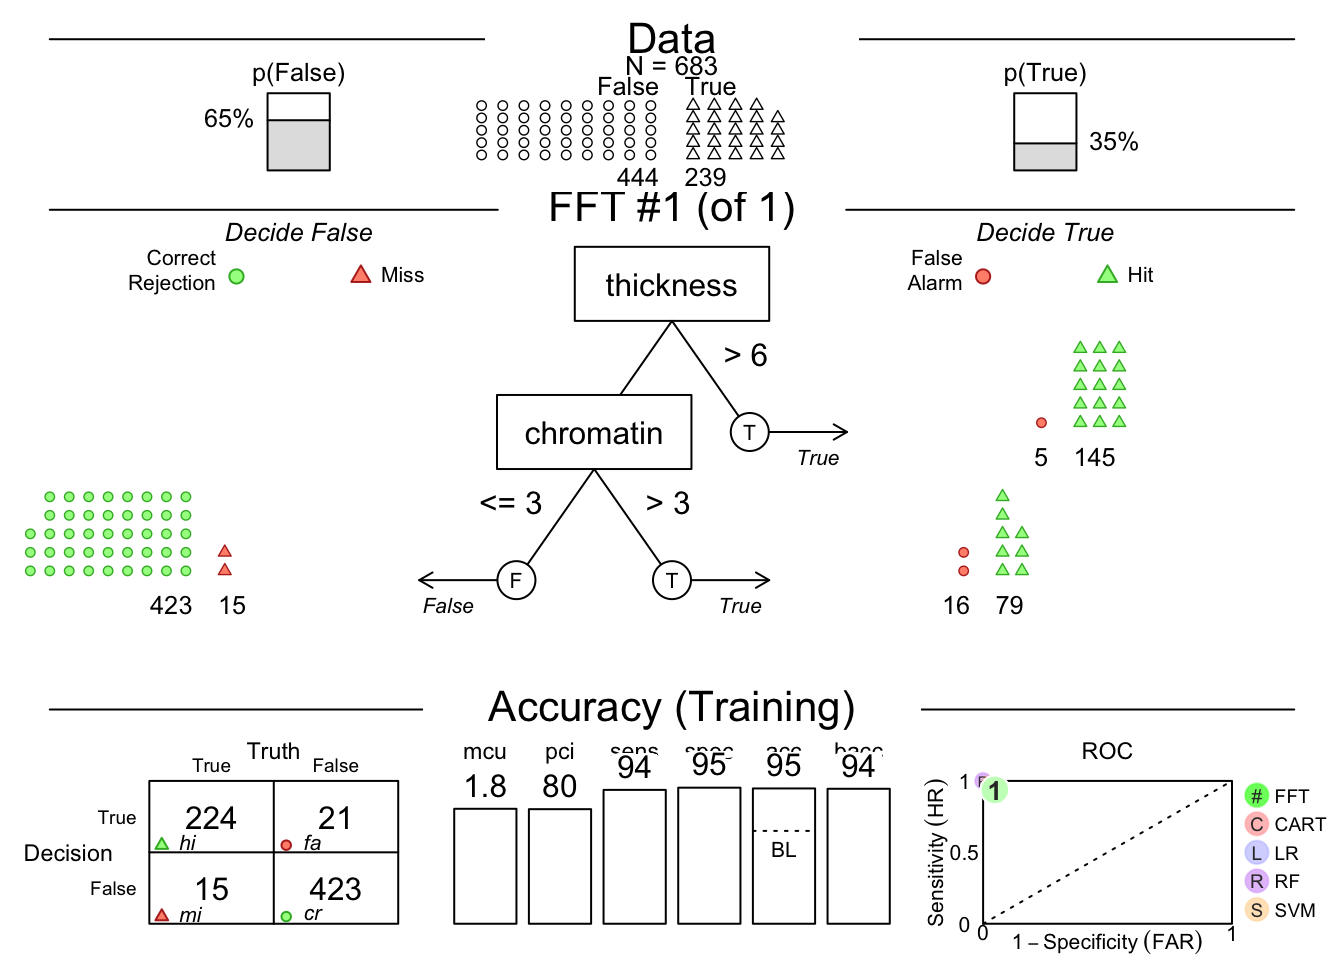 Data
N = 683
p(False)
p(True)
False True
65%
35%
444 239
FFT #1 (of 1)
Decide False
Decide True
Correct
Rejection
Miss
False
Alarm
Hit
thickness
> 6
chromatin
T
True
5 145
<= 3
> 3
F
T
False
True
423 15
16 79
Accuracy (Training)
Truth
True False
mcu pci sens spec acc bacc
1.8 80 94 95 95 94
BL
Decision
True
224
hi
21
fa
False
15
mi
423
cr
ROC
Sensitivity (HR)
1
0.5
0
0
1
1
1 – Specificity (FAR)
# FFT
C CART
L LR
R RF
S SVM